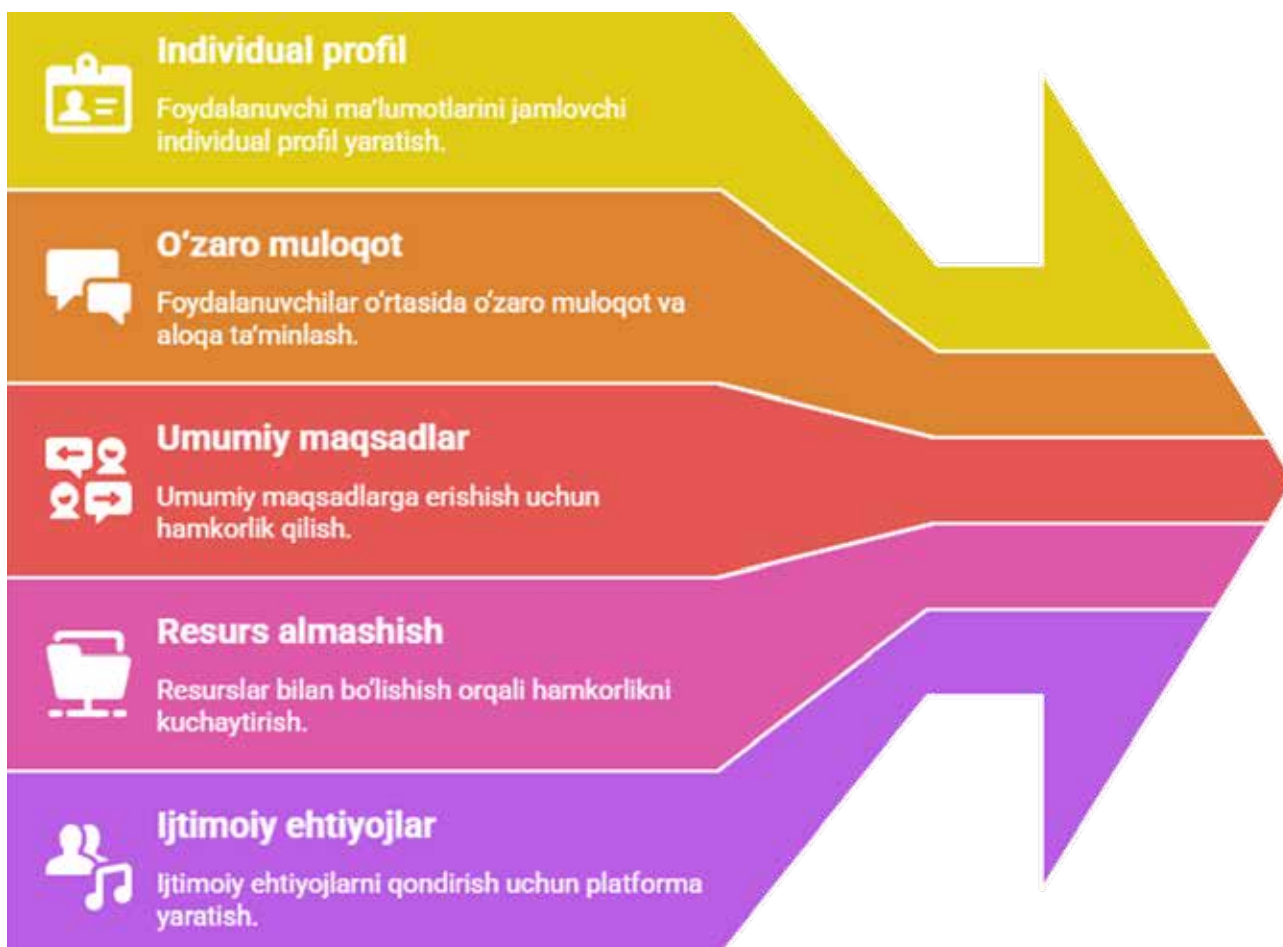 Individual profil
Foydalanuvchi ma’lumotlarini jamlovchi
individual profil yaratish.
O‘zaro muloqot
Foydalanuvchilar o‘rtasida o‘zaro muloqot va
aloqa ta’minlash.
Umumiy maqsadlar
Umumiy maqsadlarga erishish uchun
hamkorlik qilish.
Resurs almashish
Resurslar bilan bo‘lishish orqali hamkorlikni
kuchaytirish.
Ijtimoiy ehtiyojlar
Ijtimoiy ehtiyojlarni qondirish uchun platforma
yaratish.